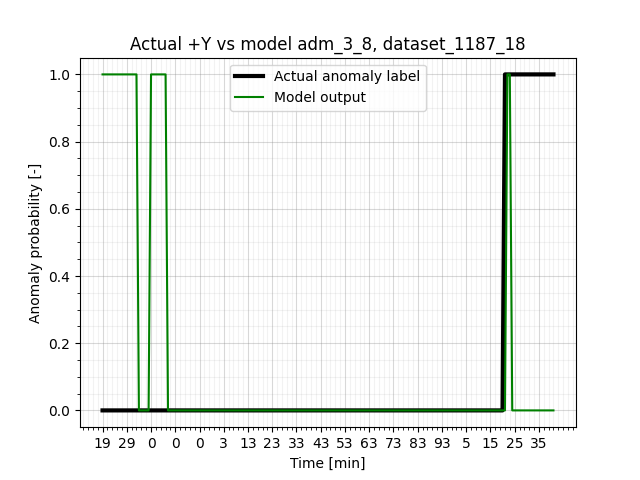 Actual +Y vs model adm_3_8, dataset_1187_18
Actual anomaly label
Model output
Anomaly probability [-]
1.0
0.8
0.6
0.4
0.2
0.0
19 29 0 0 0 3 13 23 33 43 53 63 73 83 93 5 15 25 35
Time [min]